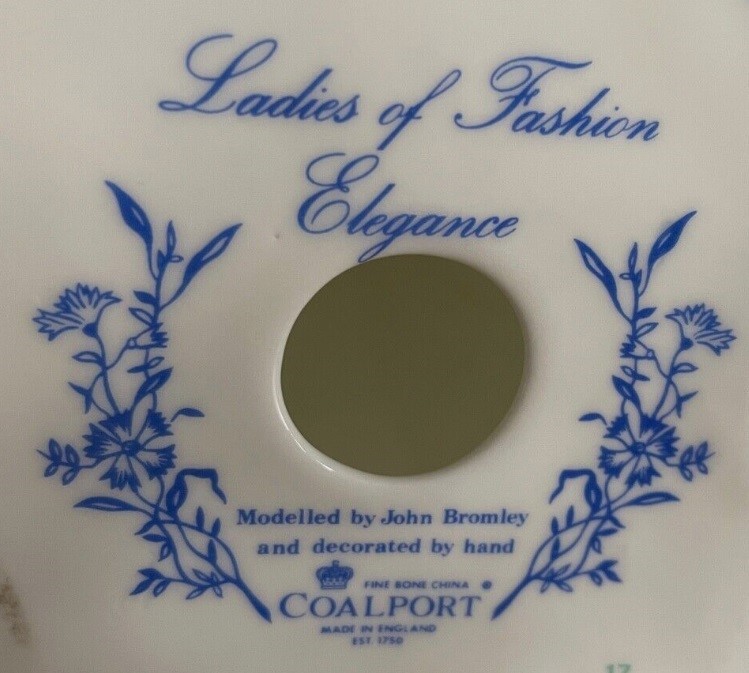 Ladies of Fashion
Elegance
Modelled by John Bromley
and decorated by hand
FINE BONE CHINA ®
COALPORT
MADE IN ENGLAND
EST. 1750
17